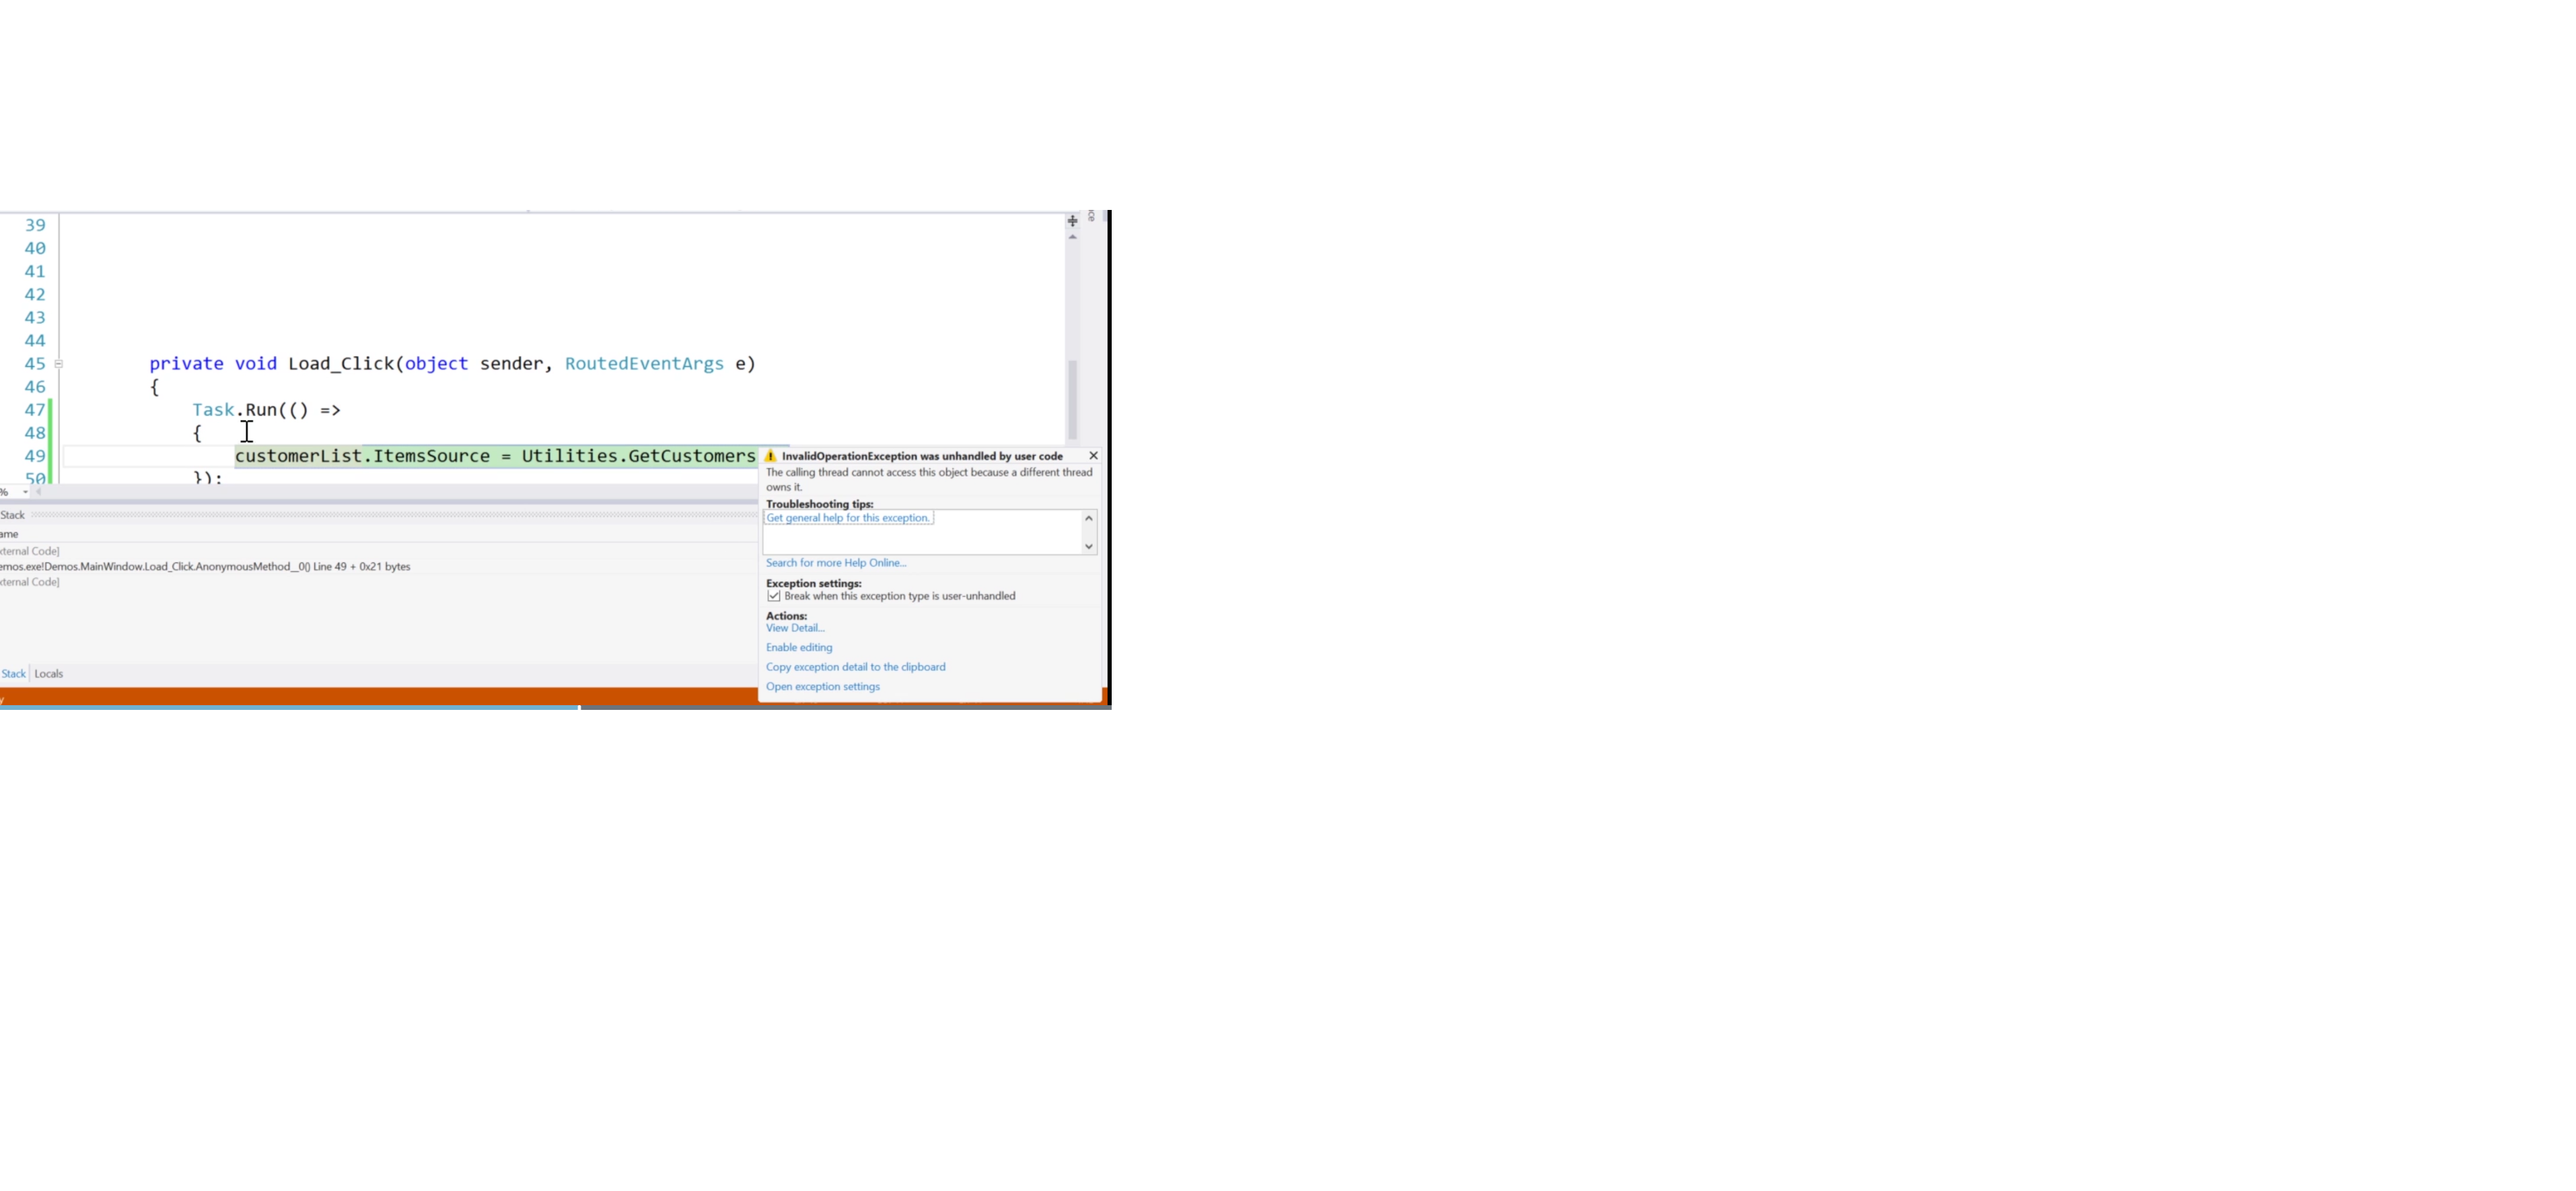 ce
39
40
41
42
43
44
45 private void Load_Click(object sender, RoutedEventArgs e)
46 {
47 Task.Run(() =>
48 {
49 customerList.ItemsSource = Utilities.GetCustomers
50 });
%
Stack
ame
xternal Code]
emos.exe!Demos.MainWindow.Load_Click.AnonymousMethod__0() Line 49 + 0x21 bytes
xternal Code]
Stack Locals
y
InvalidOperationException was unhandled by user code
The calling thread cannot access this object because a different thread
owns it.
Troubleshooting tips:
Get general help for this exception.
Search for more Help Online...
Exception settings:
Break when this exception type is user-unhandled
Actions:
View Detail...
Enable editing
Copy exception detail to the clipboard
Open exception settings